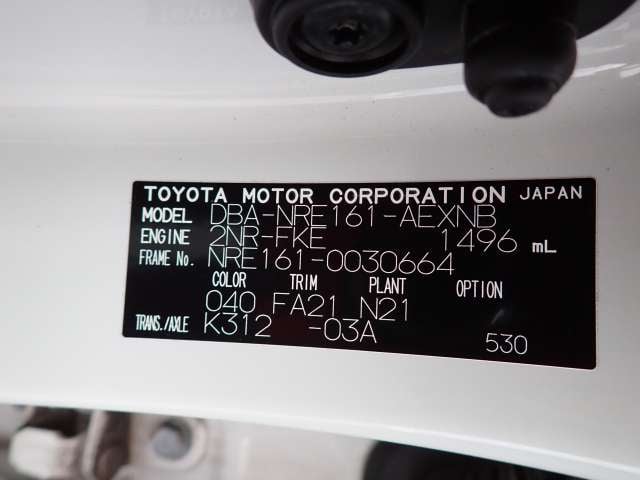 TOYOTA MOTOR CORPORATION JAPAN
MODEL DBA-NRE161-AEXNB
ENGINE 2NR-FKE 1496 mL
FRAME No. NRE161-0030664
COLOR TRIM PLANT OPTION
040 FA21 N21
TRANS./AXLE K312 -03A
530